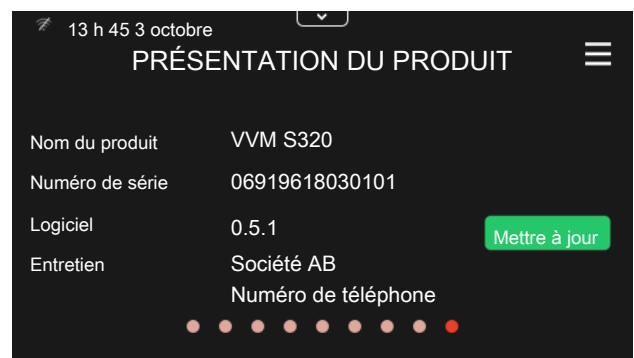 13 h 45 3 octobre
PRÉSENTATION DU PRODUIT
Nom du produit VVM S320
Numéro de série 06919618030101
Logiciel 0.5.1 Mettre à jour
Entretien Société AB
Numéro de téléphone